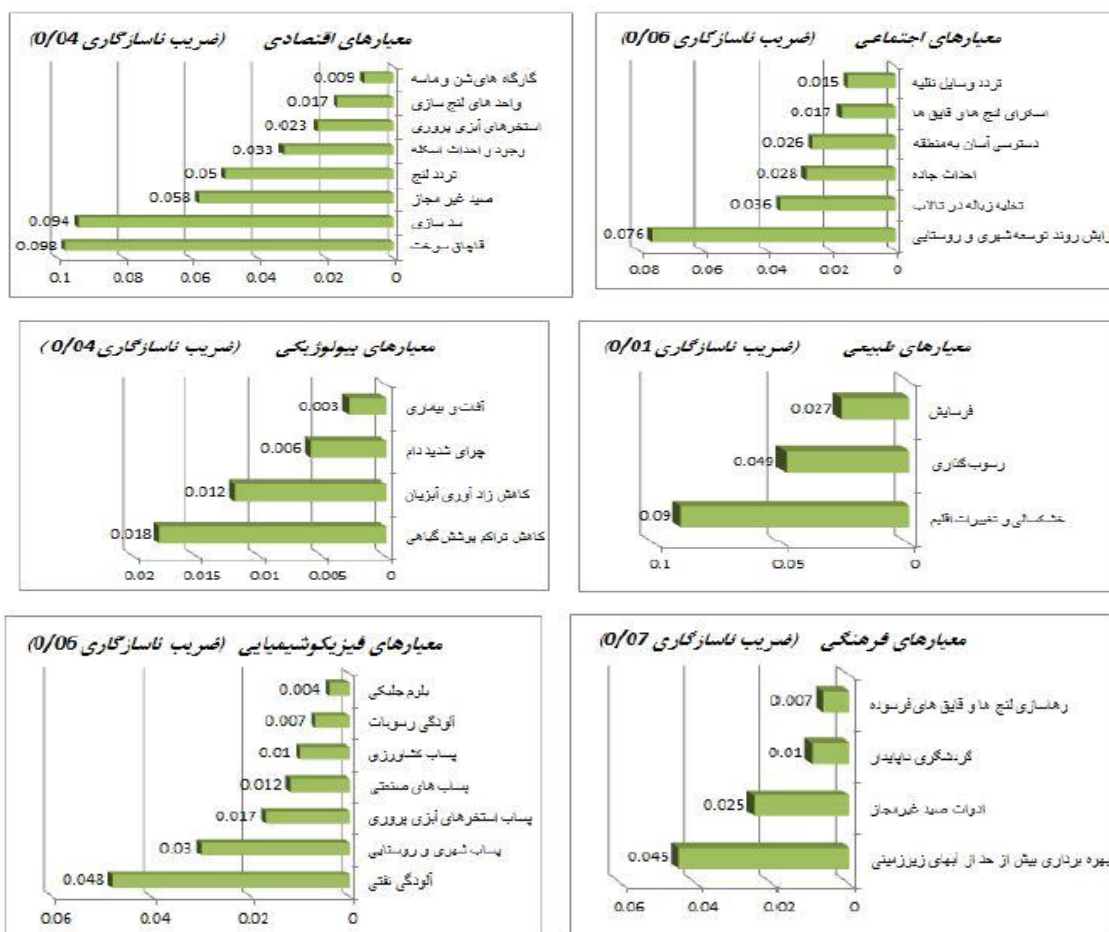 معیارهای اجتماعی (ضریب ناسازگاری 0/06)
0.015 تردد وسایل نقلیه
0.017 اسکرای لنج ها و قایق ها
0.026 دسترسی آسان به منطقه
0.028 احداث جاده
0.036 تخلیه زباله در تالاب
0.076 زایش روند توسعه شهری و روستایی
0.08 0.06 0.04 0.02 0
معیارهای اقتصادی (ضریب ناسازگاری 0/04)
0.009 کارگاه های شن و ماسه
0.017 واحد های لنج سازی
0.023 استخرهای آبزی پروری
0.033 وجود و احداث اسکله
0.05 تردد لنج
0.058 صید غیر مجاز
0.094 سد سازی
0.098 قاچاق سوخت
0.1 0.08 0.06 0.04 0.02 0
معیارهای طبیعی (ضریب ناسازگاری 0/01)
0.027 فرسایش
0.049 رسوب گذاری
0.09 خشکسالی و تغییرات اقلیم
0.1 0.05 0
معیارهای بیولوژیکی (ضریب ناسازگاری 0/04)
0.003 آفات و بیماری
0.006 چرای شدید دام
0.012 کاهش زاد آوری آبزیان
0.018 کاهش تراکم پوشش گیاهی
0.02 0.015 0.01 0.005 0
معیارهای فرهنگی (ضریب ناسازگاری 0/07)
0.007 رهاسازی لنج ها و قایق های فرسوده
0.01 گردشگری ناپایدار
0.025 ادوات صید غیرمجاز
0.045 بهره برداری بیش از حد از آبهای زیرزمینی
0.06 0.04 0.02 0
معیارهای فیزیکوشیمیایی (ضریب ناسازگاری 0/06)
0.004 بلوم جلبکی
0.007 آلودگی رسوبات
0.01 پساب کشاورزی
0.012 پساب های صنعتی
0.017 پساب استخرهای آبزی پروری
0.03 پساب شهری و روستایی
0.048 آلودگی نفتی
0.06 0.04 0.02 0